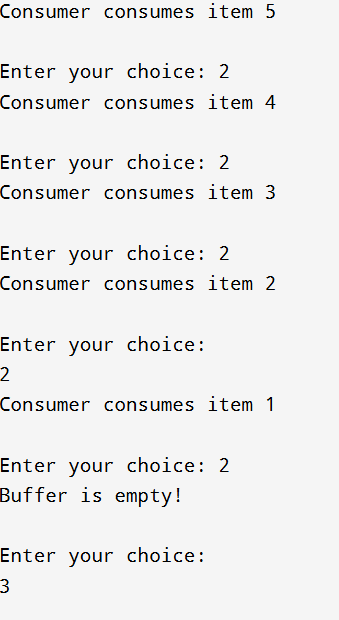 Consumer consumes item 5
Enter your choice: 2
Consumer consumes item 4
Enter your choice: 2
Consumer consumes item 3
Enter your choice: 2
Consumer consumes item 2
Enter your choice:
2
Consumer consumes item 1
Enter your choice: 2
Buffer is empty!
Enter your choice:
3